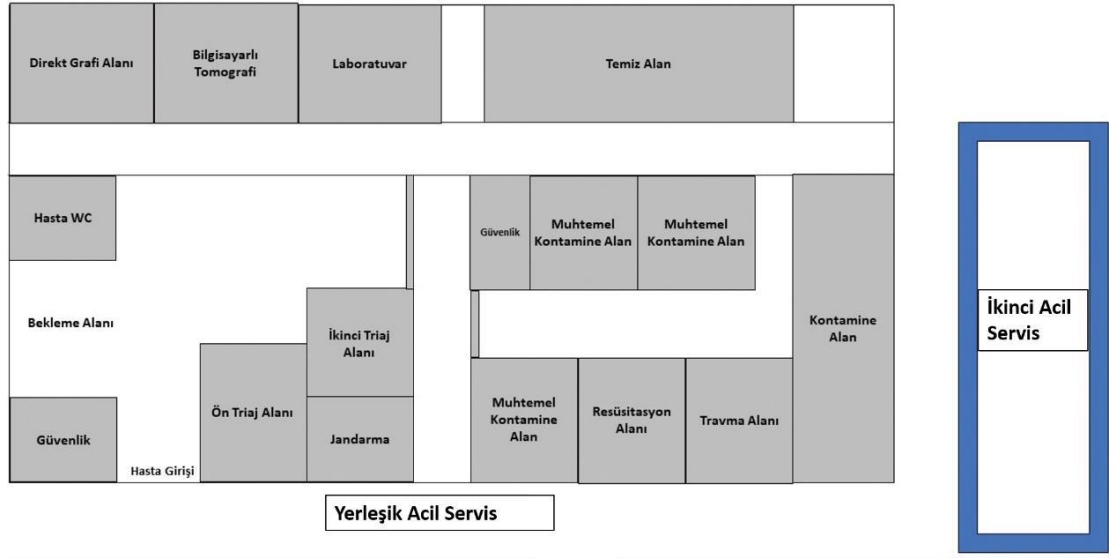 Direkt Grafi Alanı
Bilgisayarlı
Tomografi
Laboratuvar
Temiz Alan
Hasta WC
Güvenlik
Muhtemel
Kontamine Alan
Muhtemel
Kontamine Alan
Bekleme Alanı
İkinci Triaj
Alanı
Kontamine
Alan
İkinci Acil
Servis
Ön Triaj Alanı
Muhtemel
Kontamine
Alan
Resüsitasyon
Alanı
Travma Alanı
Güvenlik
Jandarma
Hasta Girişi
Yerleşik Acil Servis